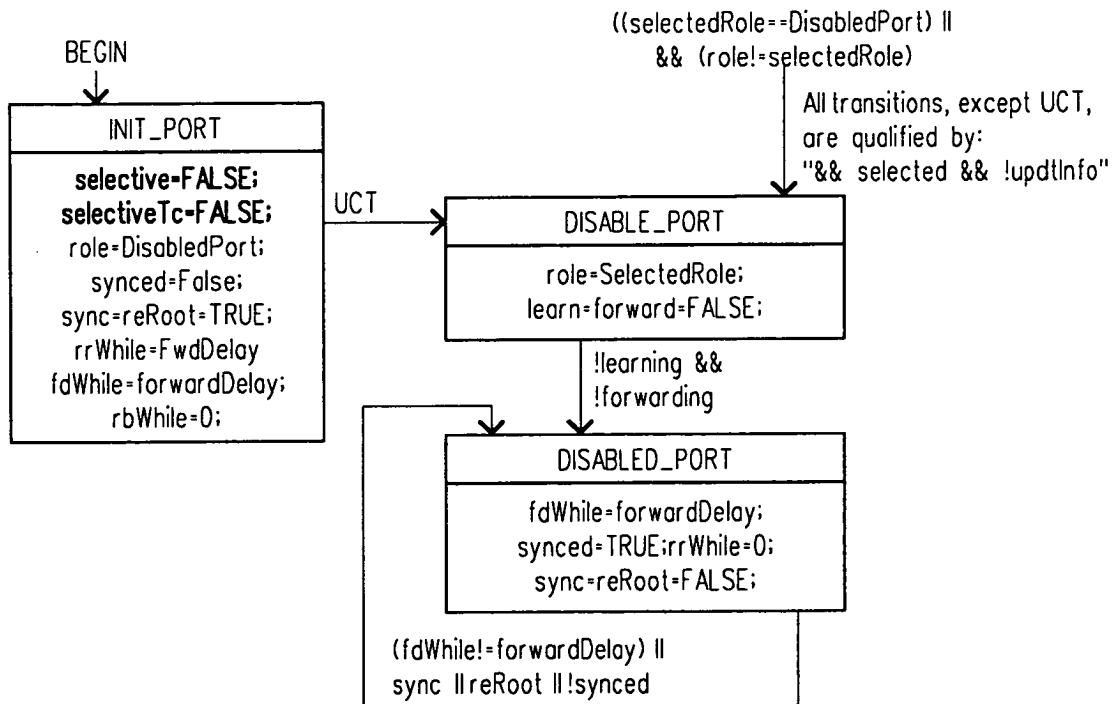 ((selectedRole==DisabledPort) ||
&& (role!=selectedRole)
BEGIN
All transitions, except UCT,
are qualified by:
"&& selected && !updtInfo"
INIT_PORT
selective=FALSE;
selectiveTc=FALSE;
role=DisabledPort;
synced=False;
sync=reRoot=TRUE;
rrWhile=FwdDelay
fdWhile=forwardDelay;
rbWhile=0;
UCT
DISABLE_PORT
role=SelectedRole;
learn=forward=FALSE;
!learning &&
!forwarding
DISABLED_PORT
fdWhile=forwardDelay;
synced=TRUE;rrWhile=0;
sync=reRoot=FALSE;
(fdWhile!=forwardDelay) ||
sync ||reRoot || !synced